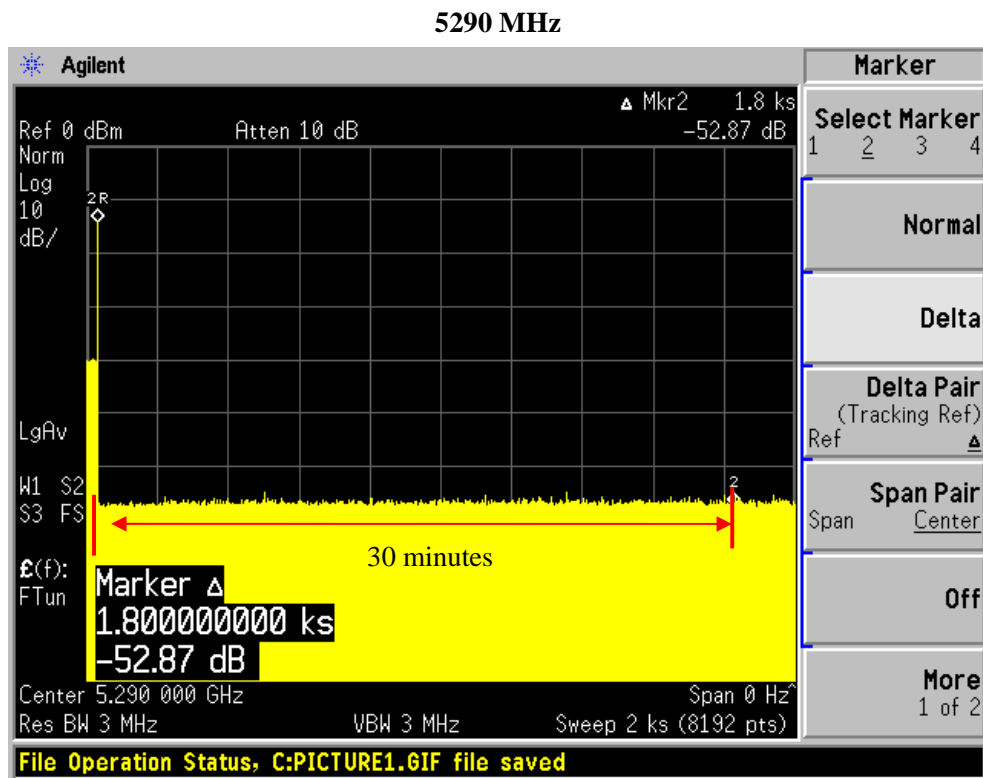 5290 MHz
Agilent
Marker
Δ Mkr2 1.8 ks
Ref 0 dBm Atten 10 dB −52.87 dB
Norm
Log
10
dB/
2R
LgAv
W1 S2
S3 FS
£(f):
FTun
2
30 minutes
Marker Δ
1.800000000 ks
−52.87 dB
Center 5.290 000 GHz Span 0 Hz^
Res BW 3 MHz VBW 3 MHz Sweep 2 ks (8192 pts)
Select Marker
1 2 3 4
Normal
Delta
Delta Pair
(Tracking Ref)
Ref Δ
Span Pair
Span Center
Off
More
1 of 2
File Operation Status, C:PICTURE1.GIF file saved